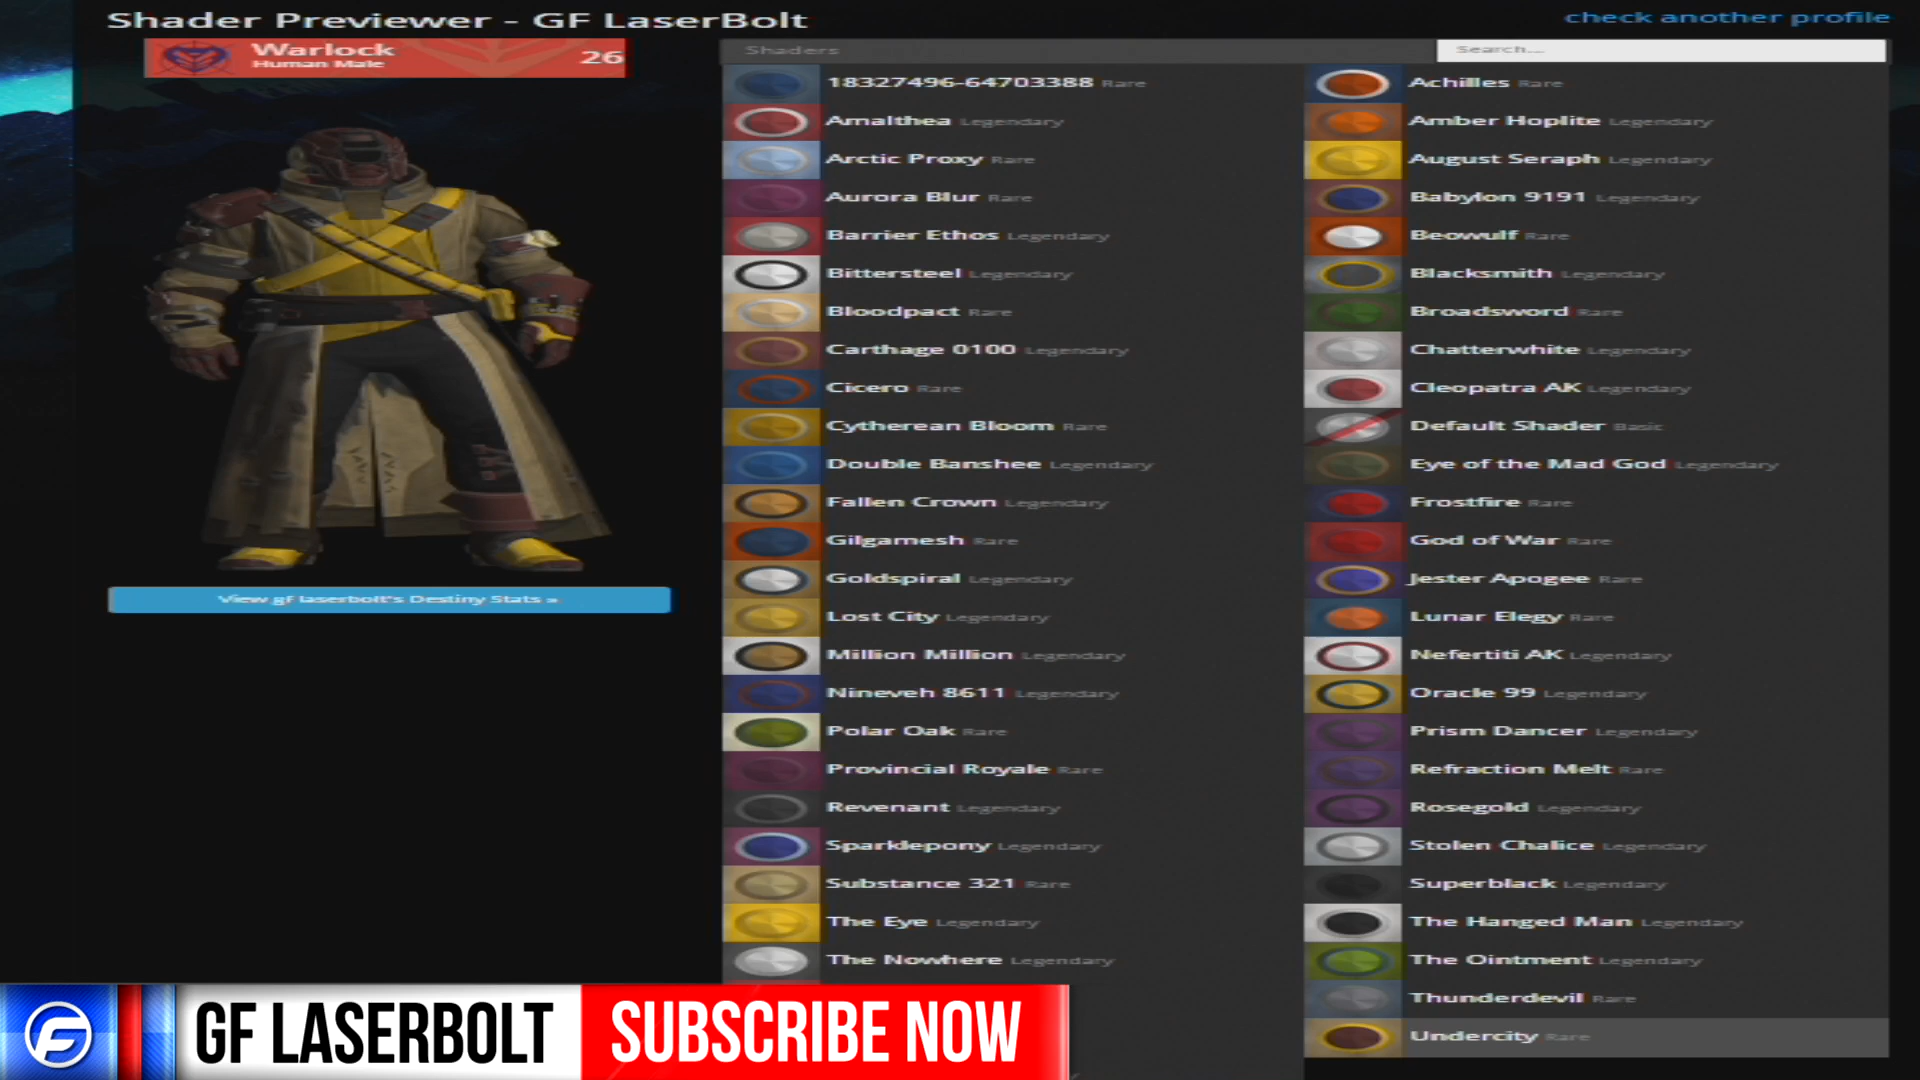 Shader Previewer - GF LaserBolt
check another profile
Warlock
Human Male
26
Shaders
Search...
18327496-64703388 Rare
Achilles Rare
Amalthea Legendary
Amber Hoplite Legendary
Arctic Proxy Rare
August Seraph Legendary
Aurora Blur Rare
Babylon 9191 Legendary
Barrier Ethos Legendary
Beowulf Rare
Bittersteel Legendary
Blacksmith Legendary
Bloodpact Rare
Broadsword Rare
Carthage 0100 Legendary
Chatterwhite Legendary
Cicero Rare
Cleopatra AK Legendary
Cytherean Bloom Rare
Default Shader Basic
Double Banshee Legendary
Eye of the Mad God Legendary
Fallen Crown Legendary
Frostfire Rare
Gilgamesh Rare
God of War Rare
Goldspiral Legendary
Jester Apogee Rare
View gF laserbolt's Destiny Stats »
Lost City Legendary
Lunar Elegy Rare
Million Million Legendary
Nefertiti AK Legendary
Nineveh 8611 Legendary
Oracle 99 Legendary
Polar Oak Rare
Prism Dancer Legendary
Provincial Royale Rare
Refraction Melt Rare
Revenant Legendary
Rosegold Legendary
Sparklepony Legendary
Stolen Chalice Legendary
Substance 321 Rare
Superblack Legendary
The Eye Legendary
The Hanged Man Legendary
The Nowhere Legendary
The Ointment Legendary
Thunderdevil Rare
Undercity Rare
GF LASERBOLT
SUBSCRIBE NOW